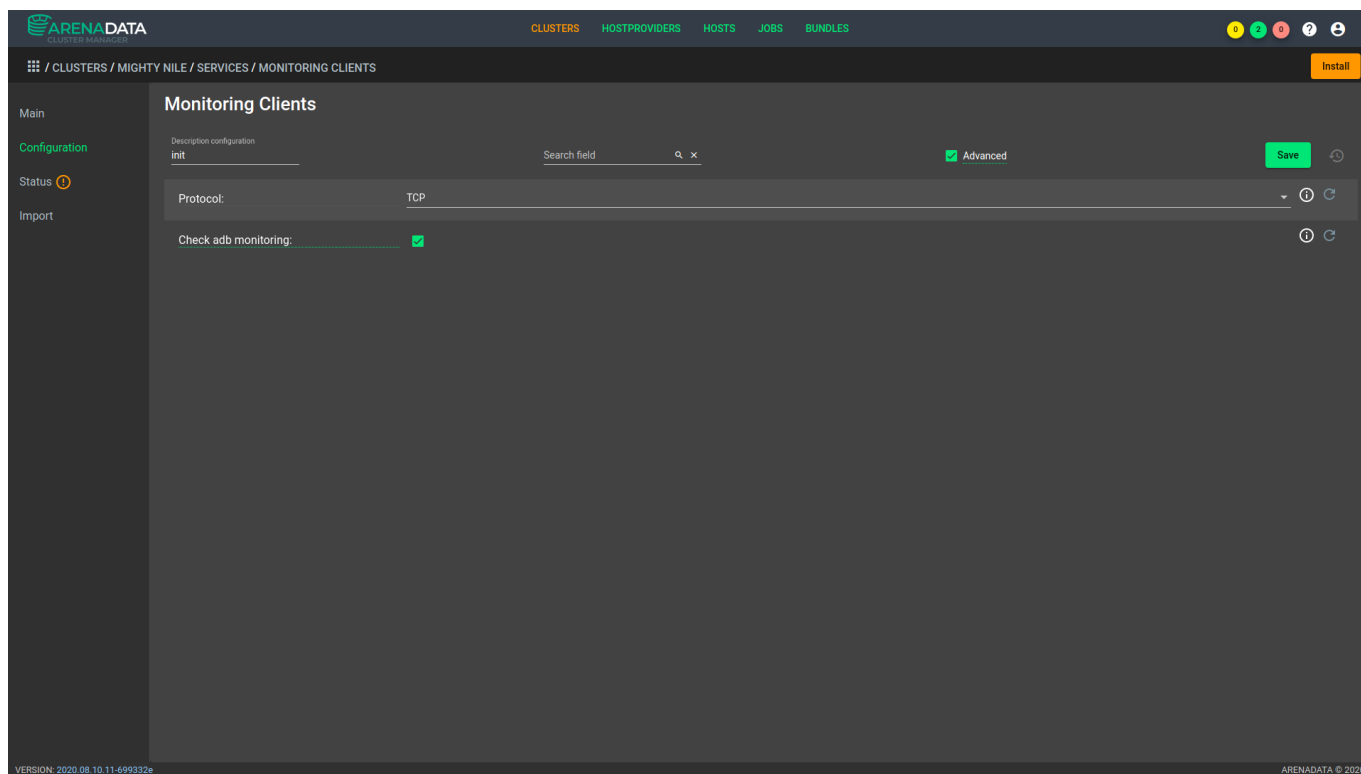 ARENADATA
CLUSTER MANAGER
CLUSTERS HOSTPROVIDERS HOSTS JOBS BUNDLES
0 2 0 ?
/ CLUSTERS / MIGHTY NILE / SERVICES / MONITORING CLIENTS
Install
Main
Configuration
Status
Import
Monitoring Clients
Description configuration
init
Search field
Advanced
Save
Protocol:
TCP
Check adb monitoring:
VERSION: 2020.08.10.11-699332e
ARENADATA © 202